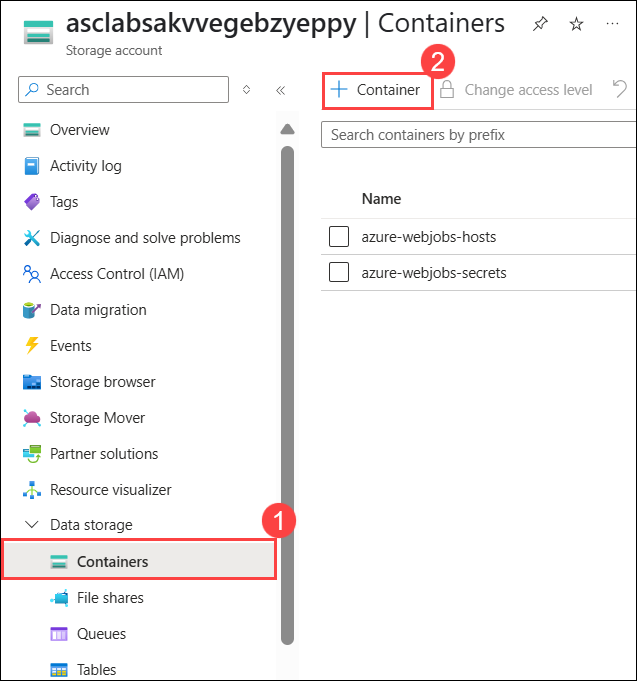 asclabsakvvegebzyeppy | Containers
Storage account
Search
2
Container
Change access level
Search containers by prefix
Name
azure-webjobs-hosts
azure-webjobs-secrets
Overview
Activity log
Tags
Diagnose and solve problems
Access Control (IAM)
Data migration
Events
Storage browser
Storage Mover
Partner solutions
Resource visualizer
Data storage
1
Containers
File shares
Queues
Tables